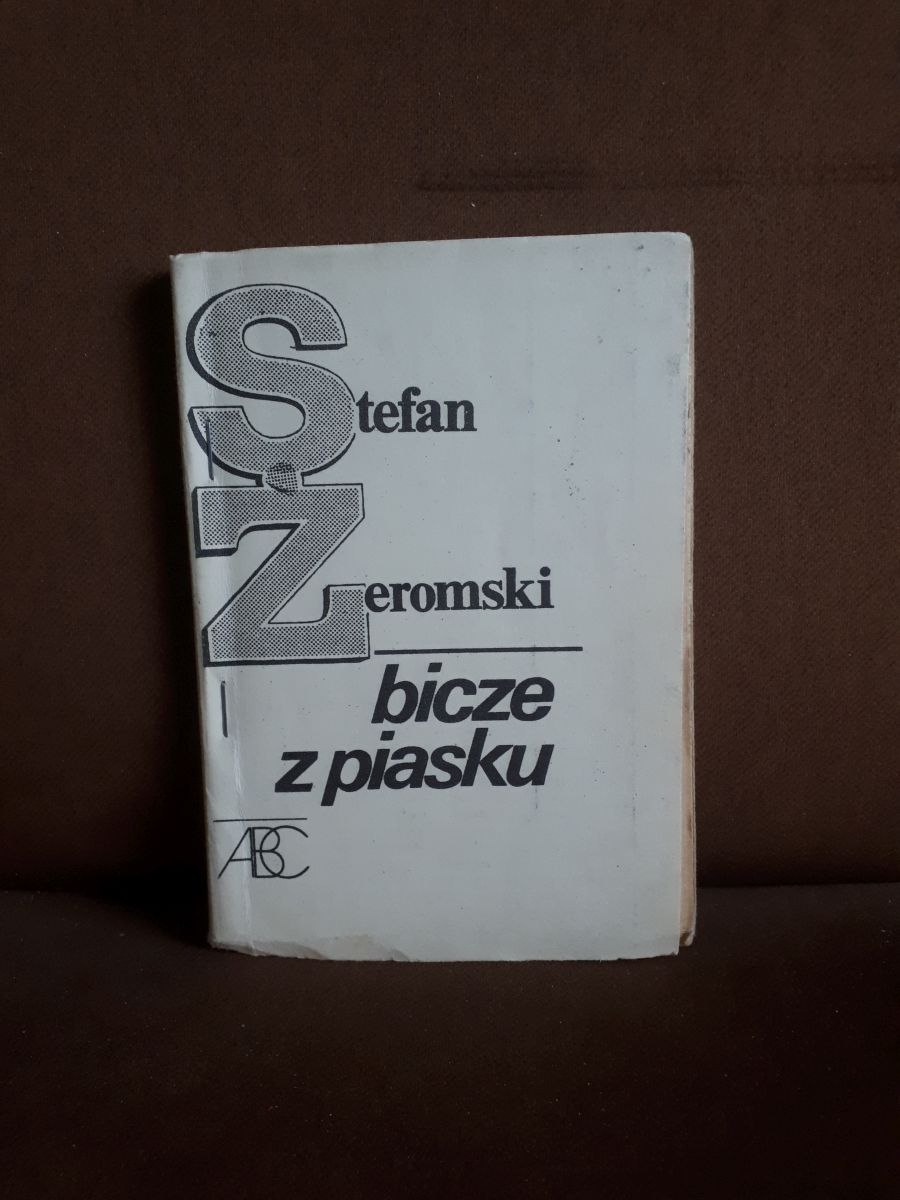 Stefan
Żeromski
bicze
z piasku
ABC